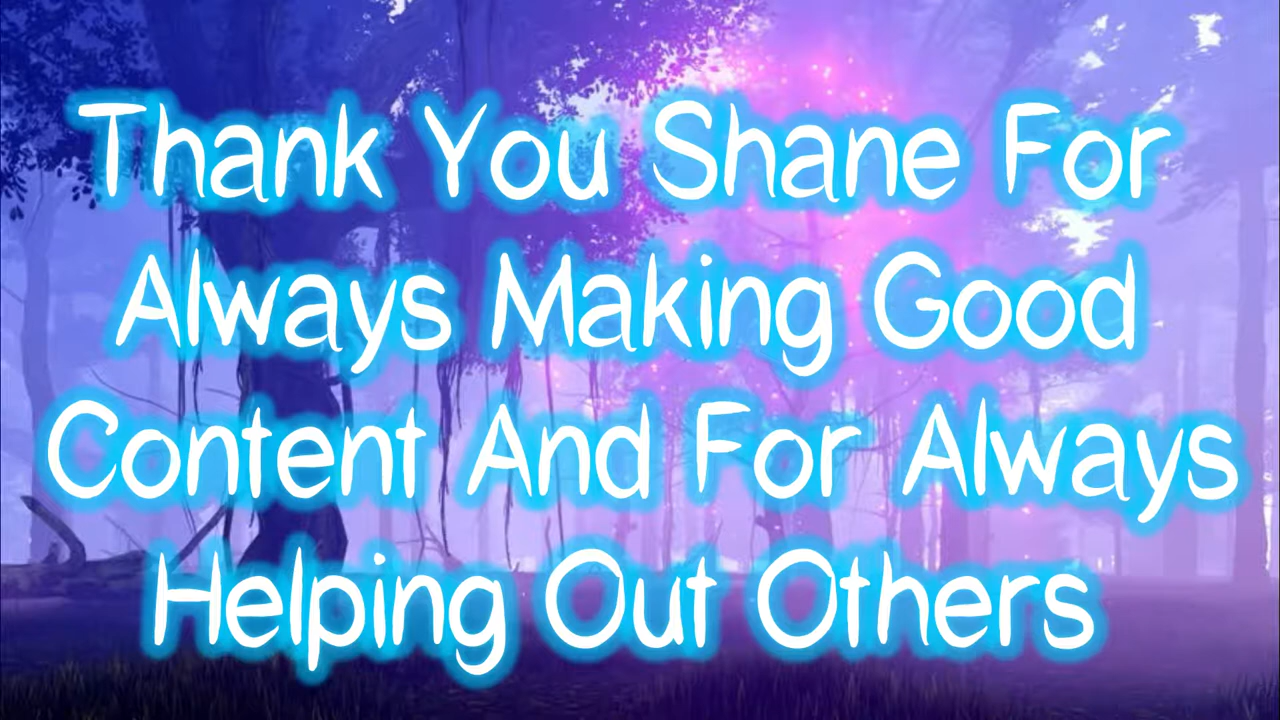 Thank You Shane For
Always Making Good
Content And For Always
Helping Out Others